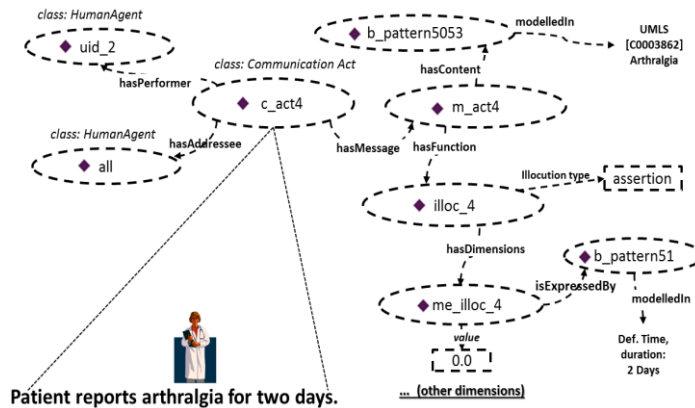 class: HumanAgent
uid_2
hasPerformer
class: Communication Act
c_act4
class: HumanAgent
all
hasAddressee
hasMessage
b_pattern5053
modelledIn
UMLS
[C0003862]
Arthralgia
hasContent
m_act4
hasFunction
Illocution type
assertion
illoc_4
hasDimensions
b_pattern51
isExpressedBy
me_illoc_4
modelledIn
value
0.0
Def. Time,
duration:
2 Days
... (other dimensions)
Patient reports arthralgia for two days.